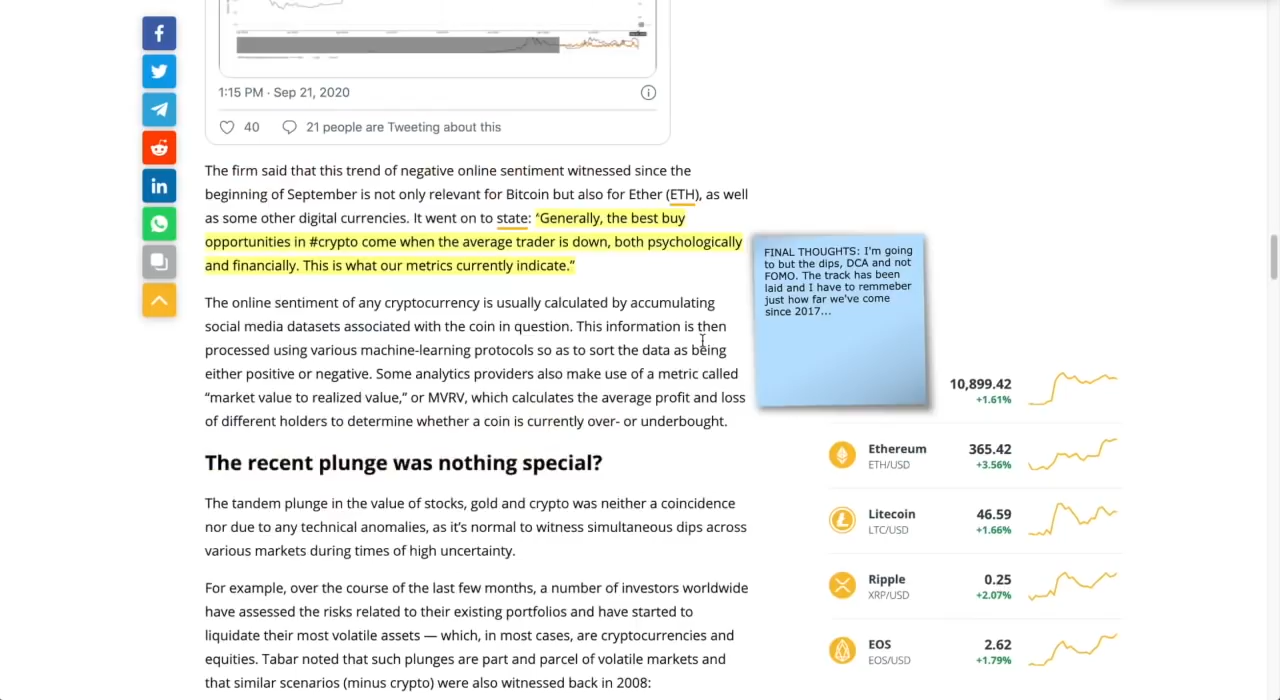 1:15 PM · Sep 21, 2020
40 21 people are Tweeting about this
The firm said that this trend of negative online sentiment witnessed since the
beginning of September is not only relevant for Bitcoin but also for Ether (ETH), as well
as some other digital currencies. It went on to state: “Generally, the best buy
opportunities in #crypto come when the average trader is down, both psychologically
and financially. This is what our metrics currently indicate.”
The online sentiment of any cryptocurrency is usually calculated by accumulating
social media datasets associated with the coin in question. This information is then
processed using various machine-learning protocols so as to sort the data as being
either positive or negative. Some analytics providers also make use of a metric called
“market value to realized value,” or MVRV, which calculates the average profit and loss
of different holders to determine whether a coin is currently over- or underbought.
The recent plunge was nothing special?
The tandem plunge in the value of stocks, gold and crypto was neither a coincidence
nor due to any technical anomalies, as it’s normal to witness simultaneous dips across
various markets during times of high uncertainty.
For example, over the course of the last few months, a number of investors worldwide
have assessed the risks related to their existing portfolios and have started to
liquidate their most volatile assets — which, in most cases, are cryptocurrencies and
equities. Tabar noted that such plunges are part and parcel of volatile markets and
that similar scenarios (minus crypto) were also witnessed back in 2008:
FINAL THOUGHTS: I'm going
to but the dips, DCA and not
FOMO. The track has been
laid and I have to remmeber
just how far we've come
since 2017...
10,899.42
+1.61%
Ethereum 365.42
ETH/USD +3.56%
Litecoin 46.59
LTC/USD +1.66%
Ripple 0.25
XRP/USD +2.07%
EOS 2.62
EOS/USD +1.79%